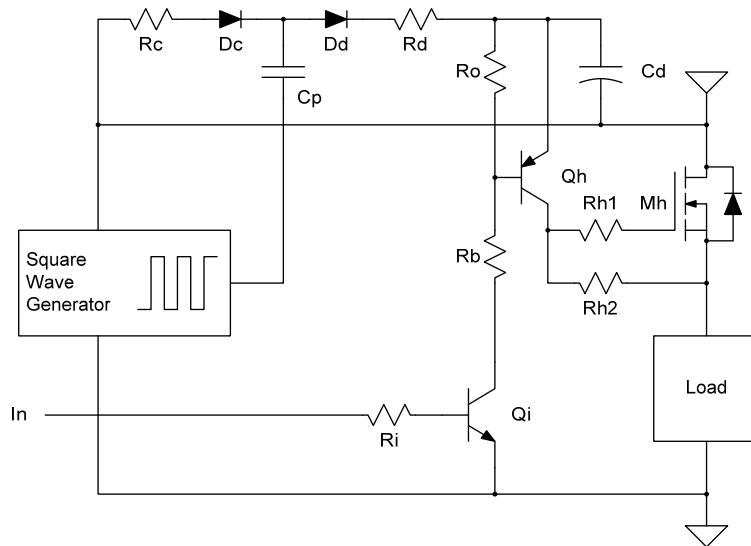 Rc
Dc
Dd
Rd
Ro
Cd
Cp
Qh
Rh1
Mh
Square
Wave
Generator
Rb
Rh2
Load
In
Ri
Qi